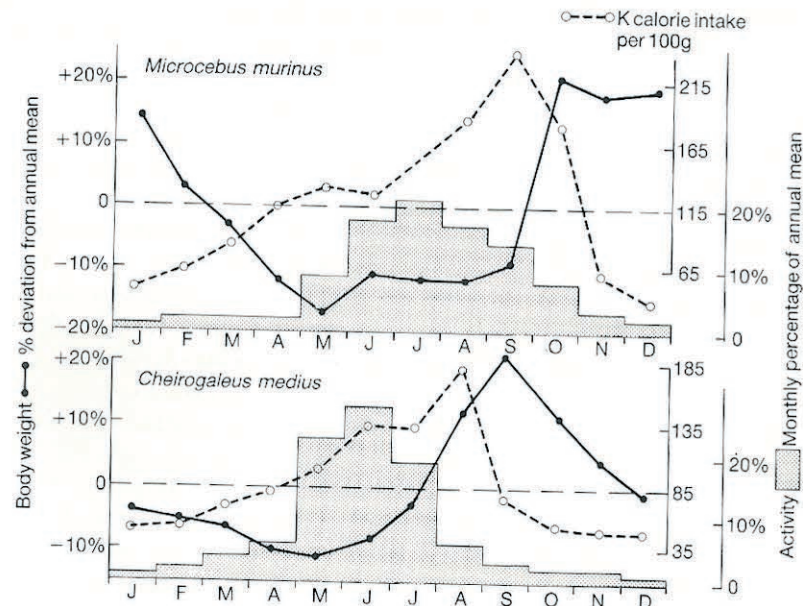 K calorie intake
per 100g
Microcebus murinus
+20%
+10%
0
−10%
−20%
215
165
115
65
20%
10%
0
J F M A M J J A S O N D
Cheirogaleus medius
+20%
+10%
0
−10%
185
135
85
35
20%
10%
0
J F M A M J J A S O N D
Body weight % deviation from annual mean
Activity Monthly percentage of annual mean